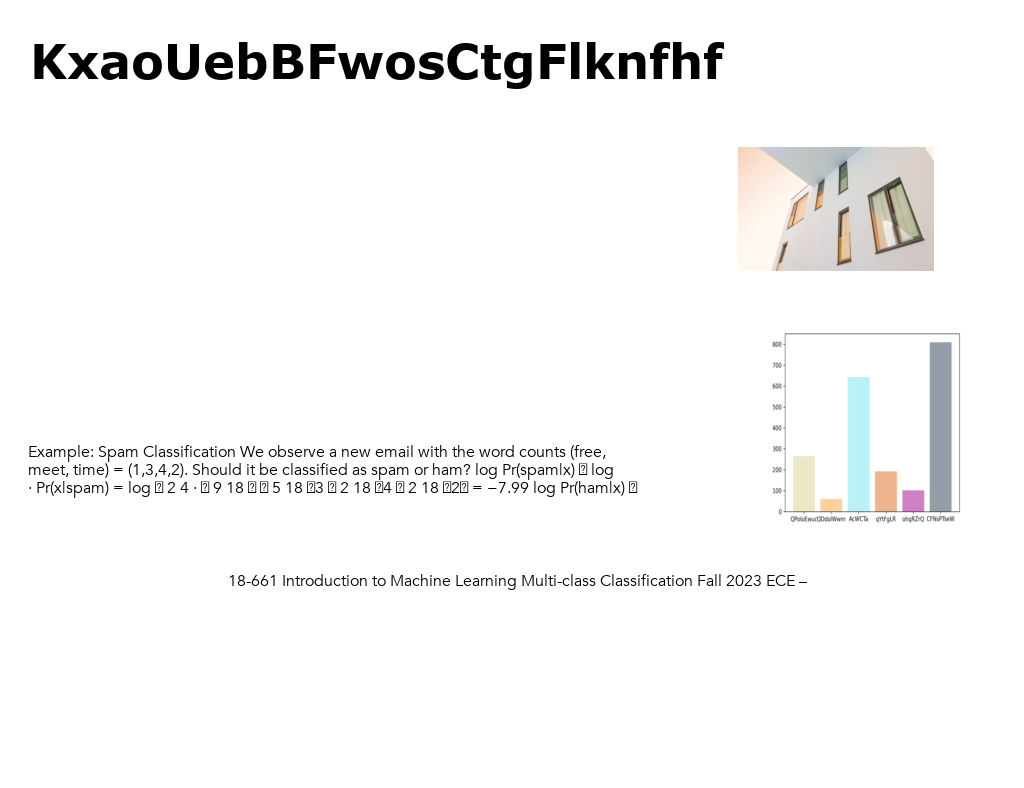 KxaoUebBFwosCtgFlknfhf
800
700
600
500
400
300
200
100
0
QPoloEwuc QDdolWwm AcWCTa qYtFgLR ohqRZrQ CFNsPTseW
Example: Spam Classification We observe a new email with the word counts (free,
meet, time) = (1,3,4,2). Should it be classified as spam or ham? log Pr(spam|x) log
· Pr(x|spam) = log 2 4 · 9 18 5 18 3 2 18 4 2 18 2 = −7.99 log Pr(ham|x)
18-661 Introduction to Machine Learning Multi-class Classification Fall 2023 ECE –